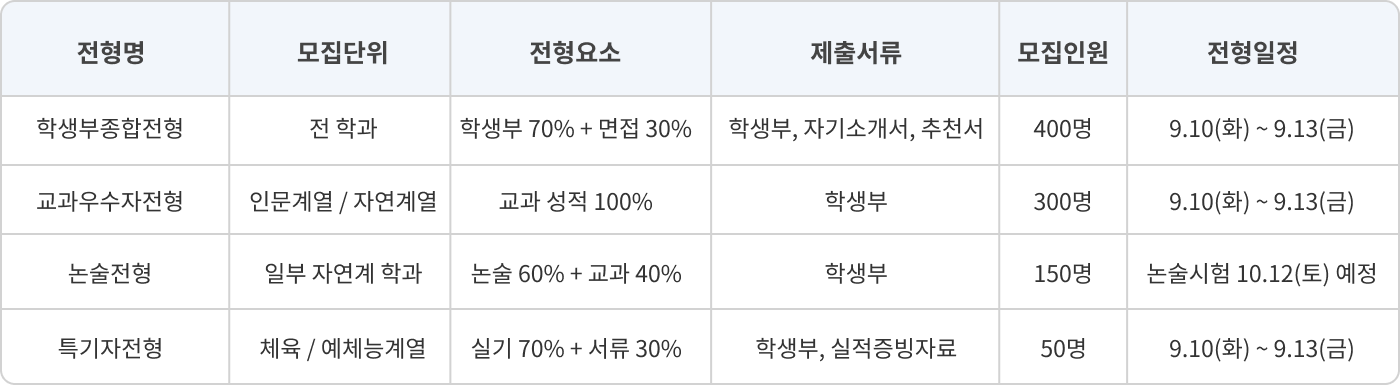 전형명 모집단위 전형요소 제출서류 모집인원 전형일정
학생부종합전형 전 학과 학생부 70% + 면접 30% 학생부, 자기소개서, 추천서 400명 9.10(화) ~ 9.13(금)
교과우수자전형 인문계열 / 자연계열 교과 성적 100% 학생부 300명 9.10(화) ~ 9.13(금)
논술전형 일부 자연계 학과 논술 60% + 교과 40% 학생부 150명 논술시험 10.12(토) 예정
특기자전형 체육 / 예체능계열 실기 70% + 서류 30% 학생부, 실적증빙자료 50명 9.10(화) ~ 9.13(금)